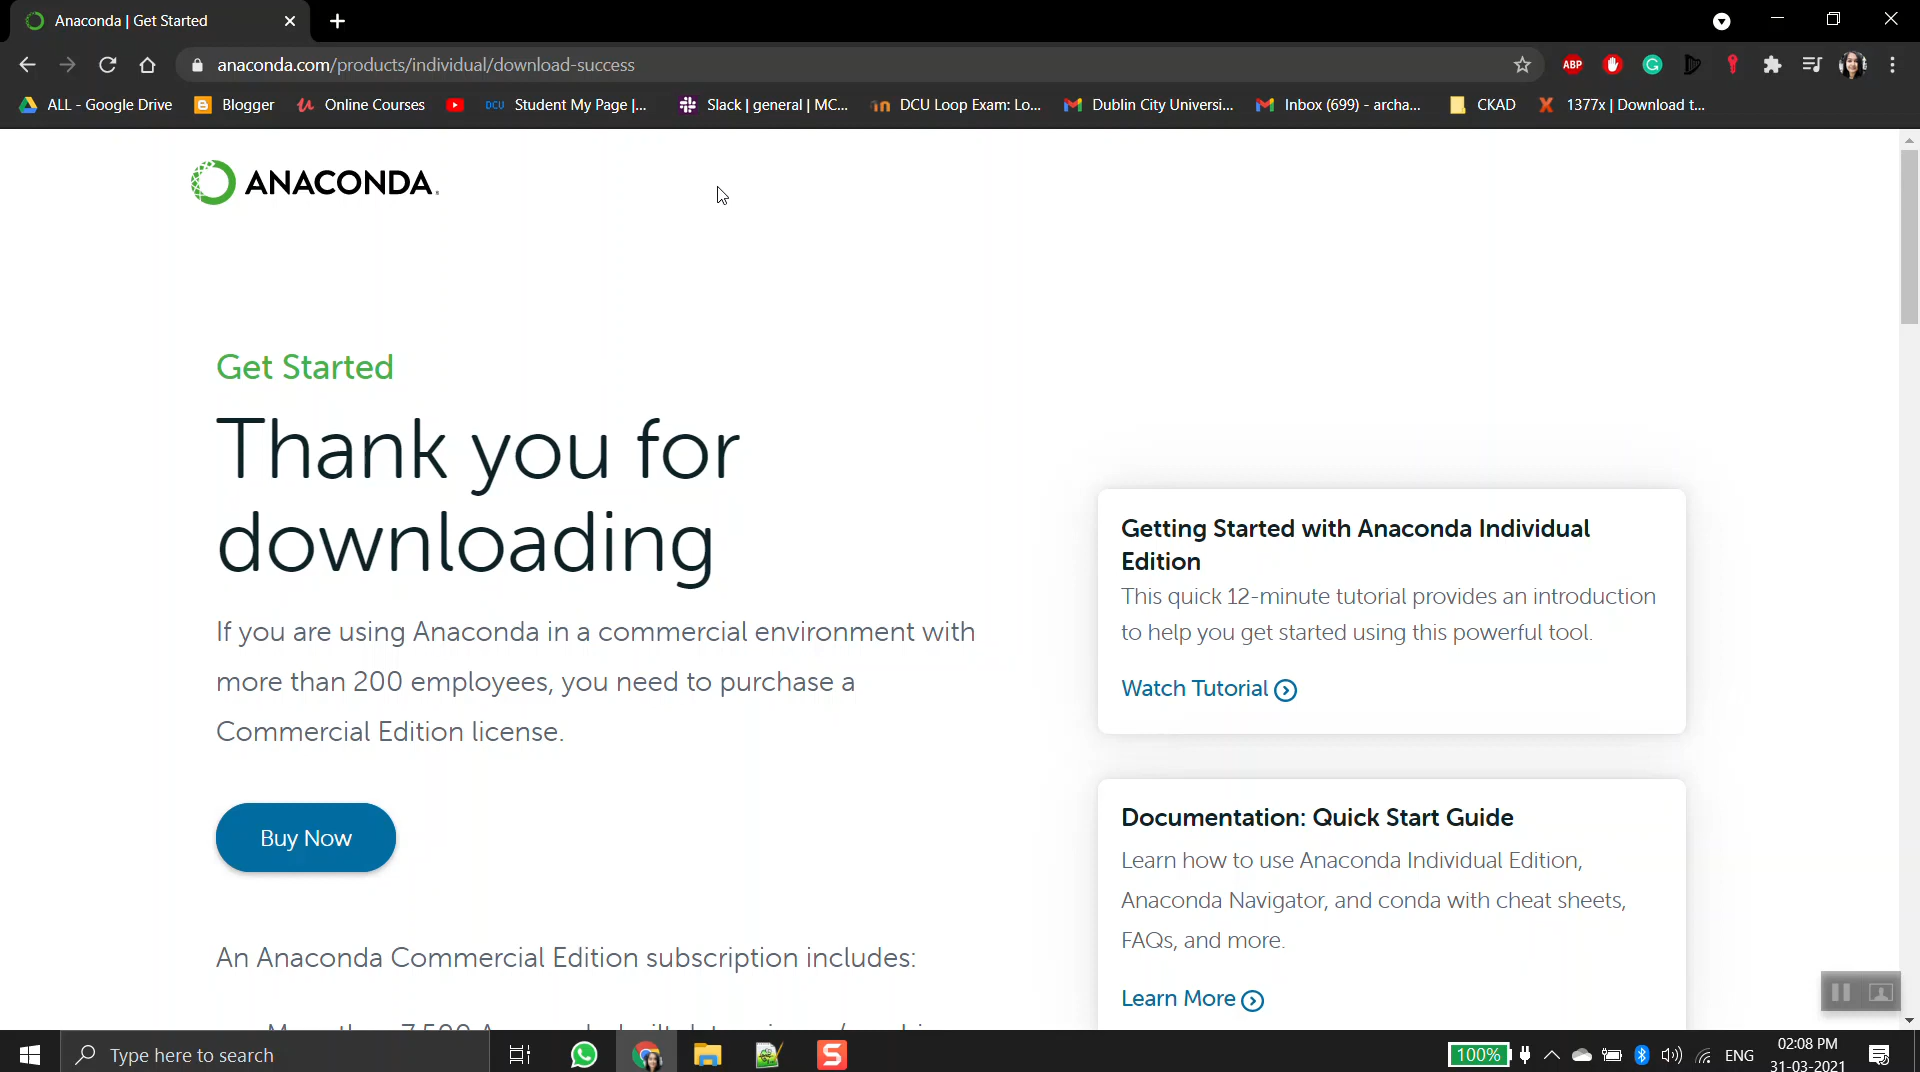 Anaconda | Get Started
anaconda.com/products/individual/download-success
ABP
ALL - Google Drive
Blogger
Online Courses
DCU
Student My Page |...
Slack | general | MC...
DCU Loop Exam: Lo...
Dublin City Universi...
Inbox (699) - archa...
CKAD
1377x | Download t...
ANACONDA.
Get Started
Thank you for
downloading
If you are using Anaconda in a commercial environment with
more than 200 employees, you need to purchase a
Commercial Edition license.
Buy Now
An Anaconda Commercial Edition subscription includes:
Getting Started with Anaconda Individual
Edition
This quick 12-minute tutorial provides an introduction
to help you get started using this powerful tool.
Watch Tutorial
Documentation: Quick Start Guide
Learn how to use Anaconda Individual Edition,
Anaconda Navigator, and conda with cheat sheets,
FAQs, and more.
Learn More
Type here to search
S
100%
ENG
02:08 PM
31-03-2021